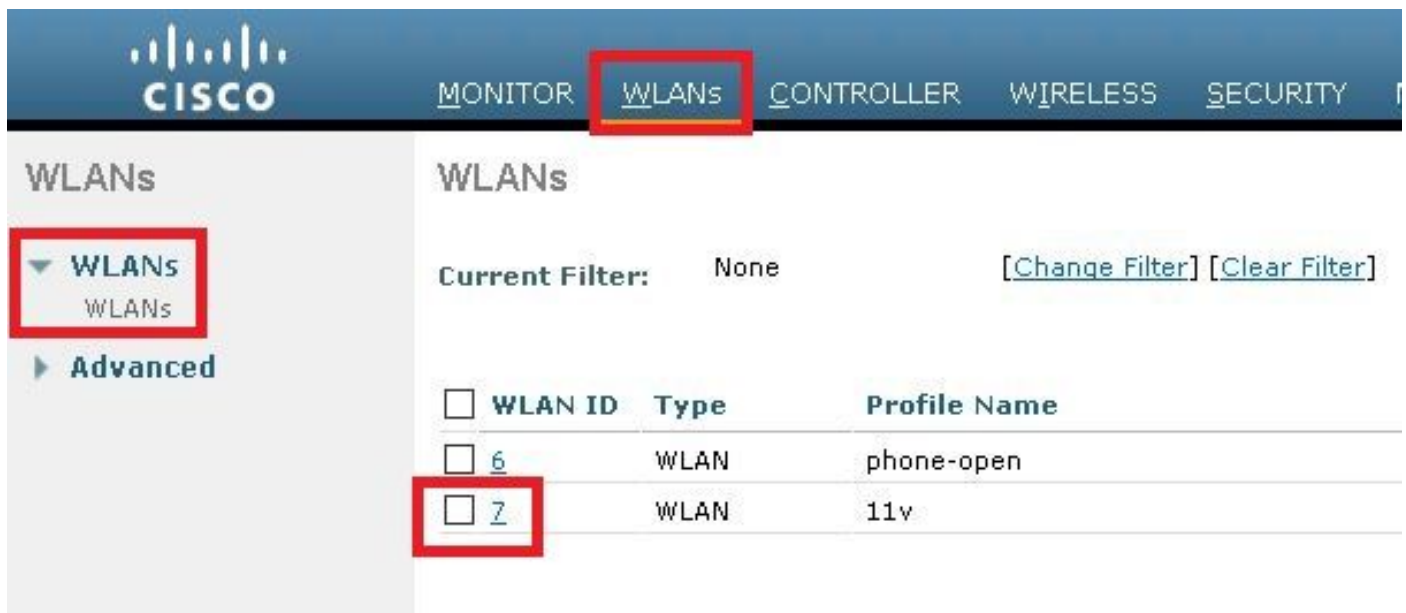 CISCO
MONITOR WLANs CONTROLLER WIRELESS SECURITY
WLANs
WLANs
WLANs
Advanced
WLANs
Current Filter: None [Change Filter] [Clear Filter]
WLAN ID Type Profile Name
6 WLAN phone-open
7 WLAN 11v